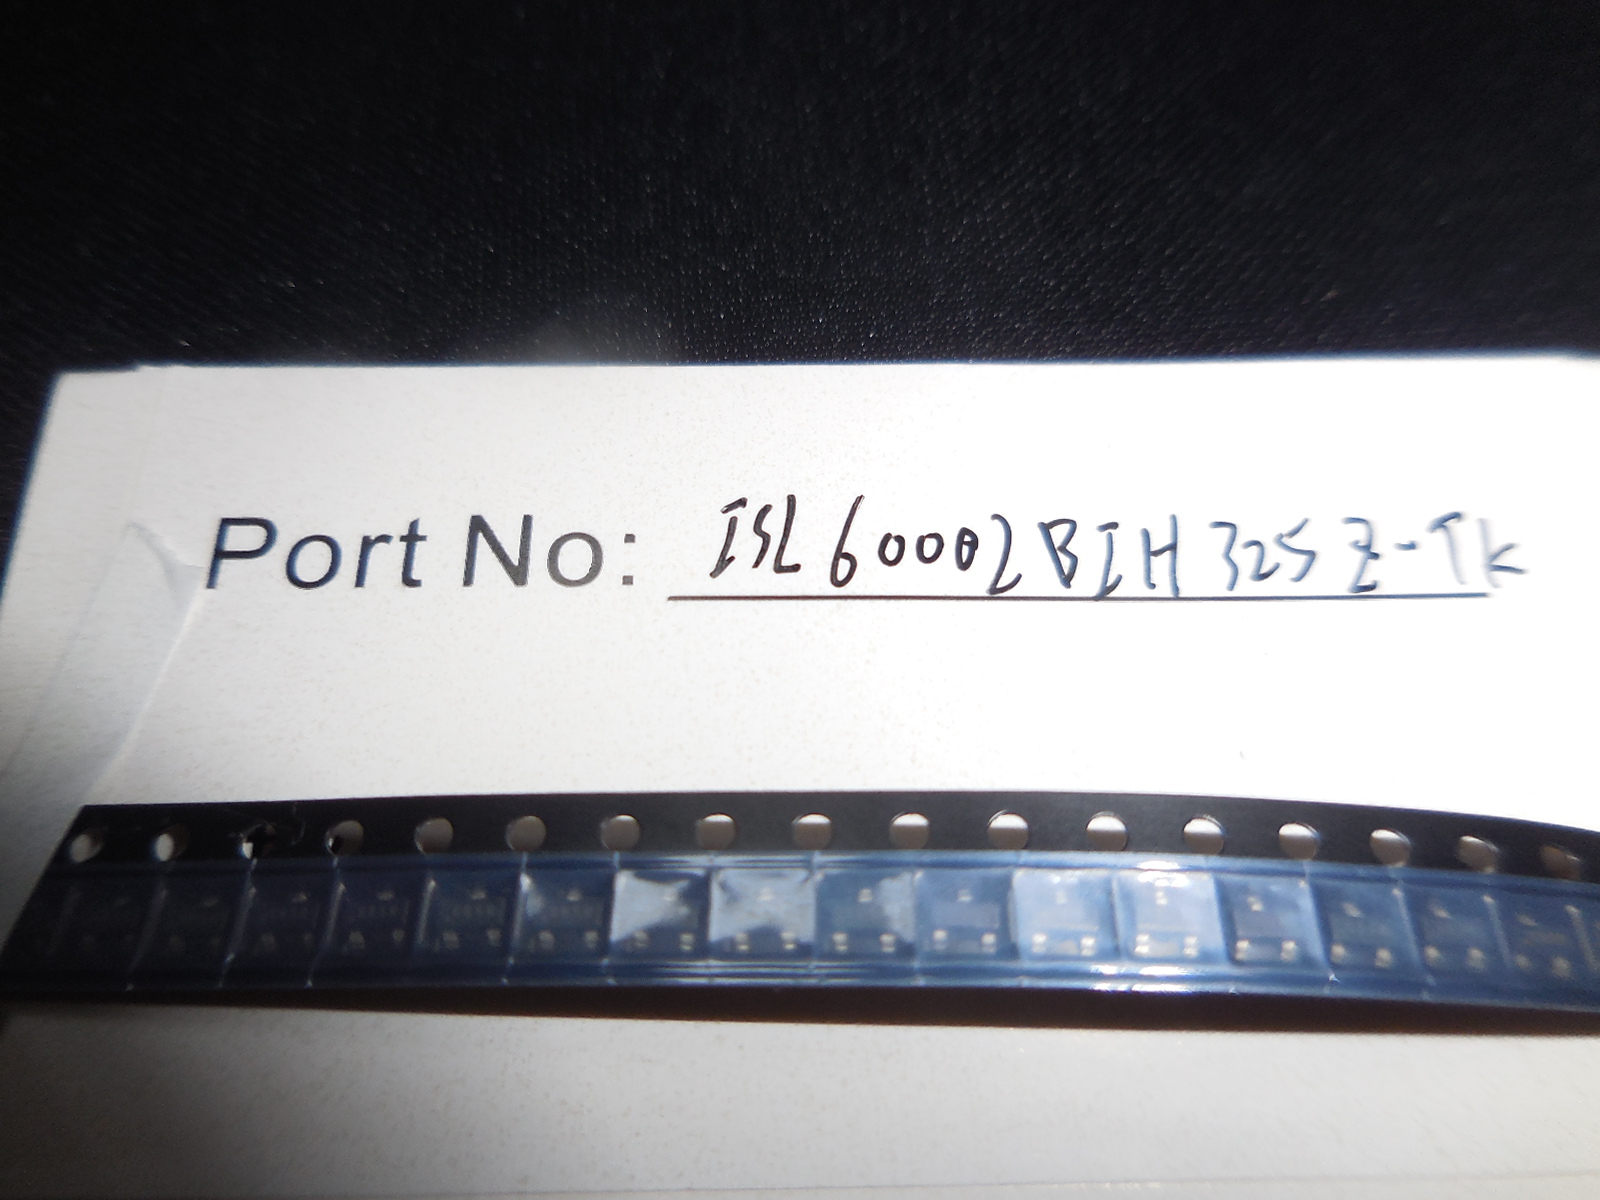 Port No: ISL60002BIH325Z-TK